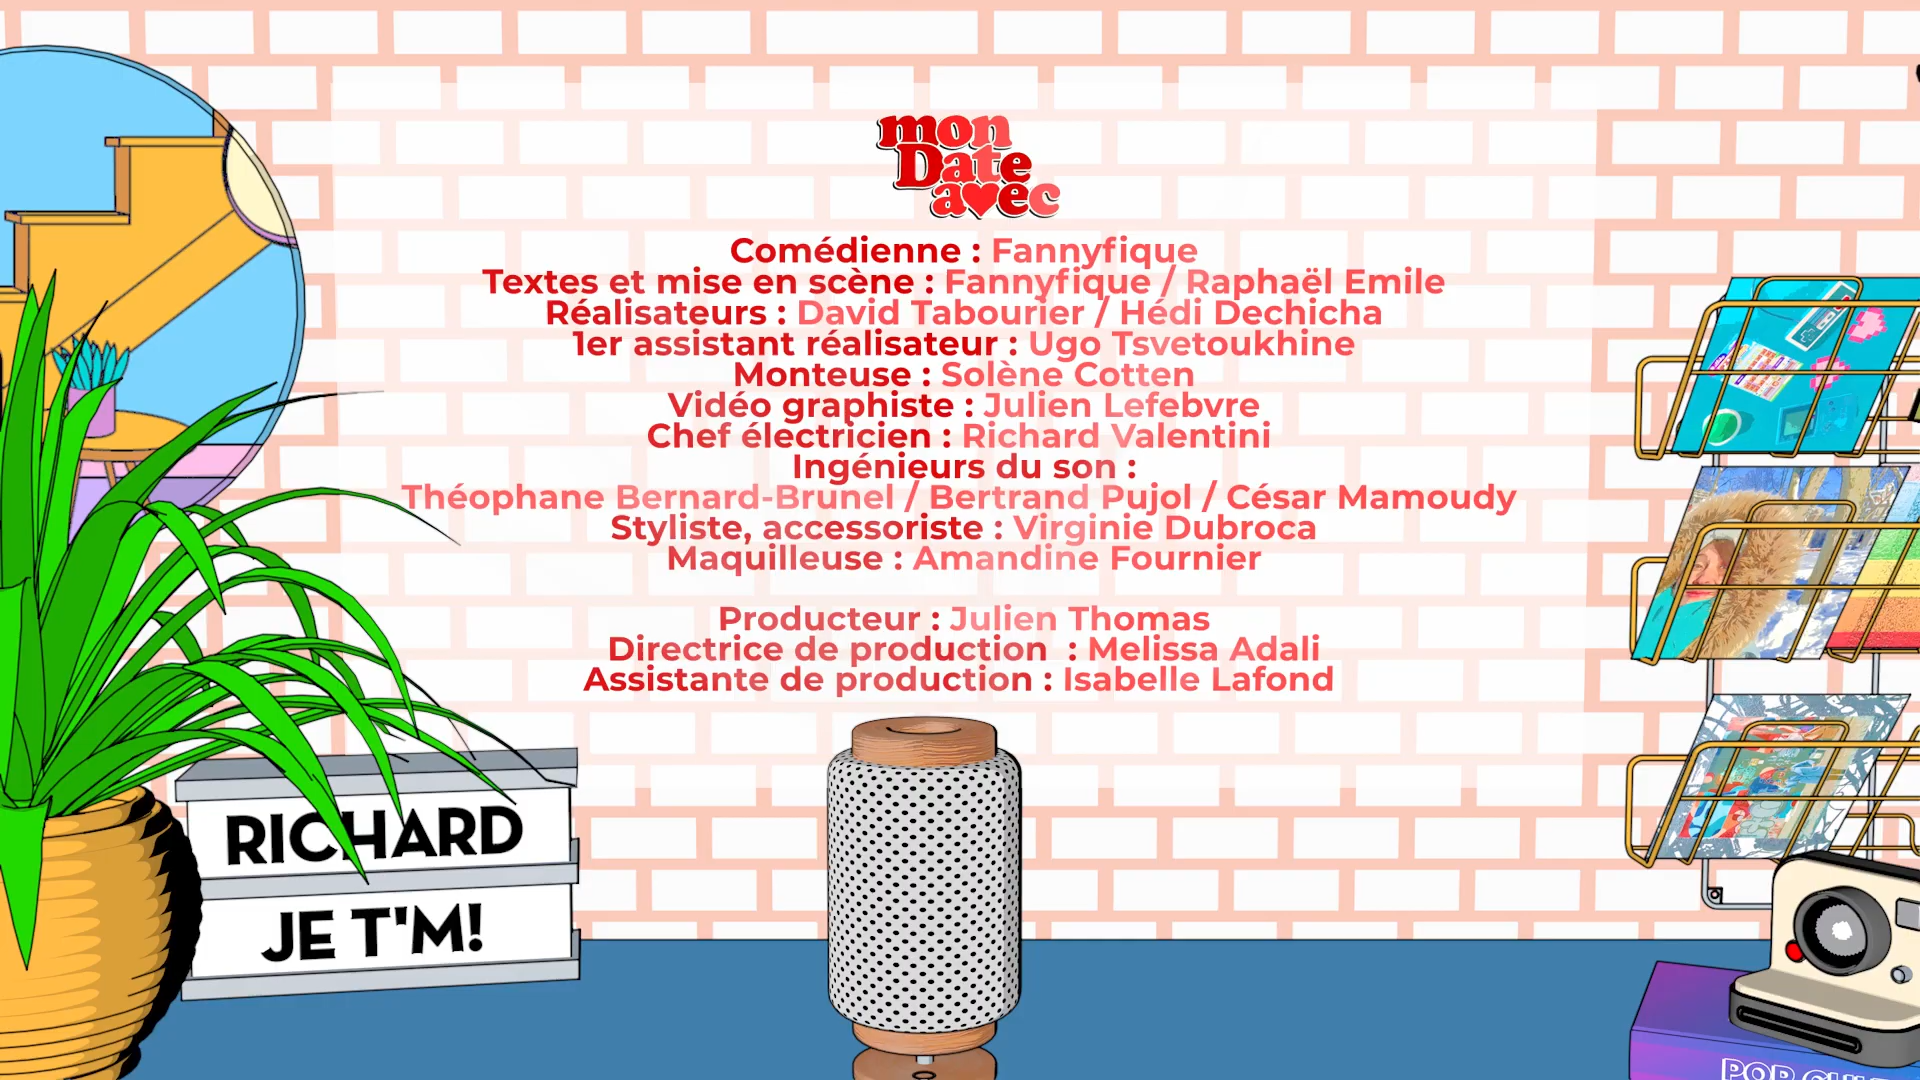 mon
Date
avec
Comédienne : Fannyfique
Textes et mise en scène : Fannyfique / Raphaël Emile
Réalisateurs : David Tabourier / Hédi Dechicha
1er assistant réalisateur : Ugo Tsvetoukhine
Monteuse : Solène Cotten
Vidéo graphiste : Julien Lefebvre
Chef électricien : Richard Valentini
Ingénieurs du son :
Théophane Bernard-Brunel / Bertrand Pujol / César Mamoudy
Styliste, accessoriste : Virginie Dubroca
Maquilleuse : Amandine Fournier
Producteur : Julien Thomas
Directrice de production : Melissa Adali
Assistante de production : Isabelle Lafond
RICHARD
JE T'M!
POP